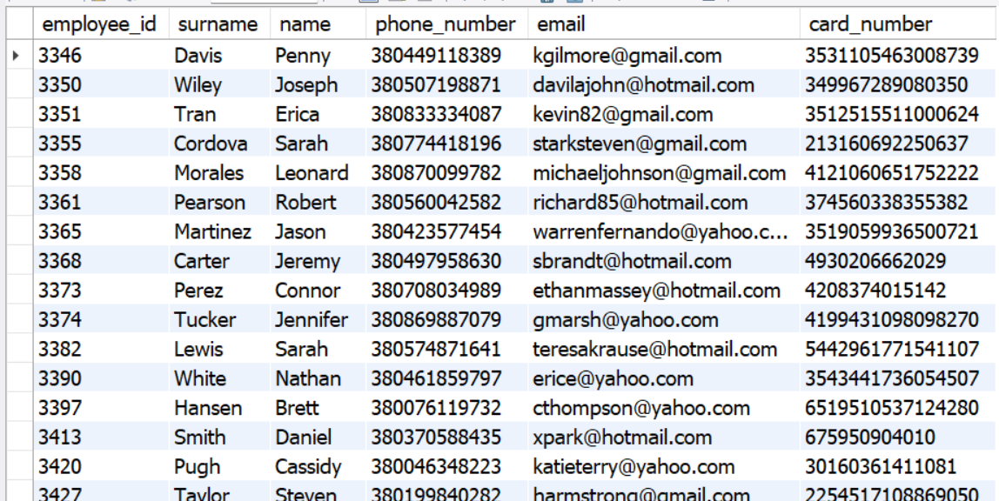 employee_id surname name phone_number email card_number
3346 Davis Penny 380449118389 kgilmore@gmail.com 3531105463008739
3350 Wiley Joseph 380507198871 davilajohn@hotmail.com 349967289080350
3351 Tran Erica 380833334087 kevin82@gmail.com 3512515511000624
3355 Cordova Sarah 380774418196 starksteven@gmail.com 213160692250637
3358 Morales Leonard 380870099782 michaeljohnson@gmail.com 4121060651752222
3361 Pearson Robert 380560042582 richard85@hotmail.com 374560338355382
3365 Martinez Jason 380423577454 warrenfernando@yahoo.c... 3519059936500721
3368 Carter Jeremy 380497958630 sbrandt@hotmail.com 4930206662029
3373 Perez Connor 380708034989 ethanmassey@hotmail.com 4208374015142
3374 Tucker Jennifer 380869887079 gmarsh@yahoo.com 4199431098098270
3382 Lewis Sarah 380574871641 teresakrause@hotmail.com 5442961771541107
3390 White Nathan 380461859797 erice@yahoo.com 3543441736054507
3397 Hansen Brett 380076119732 cthompson@yahoo.com 6519510537124280
3413 Smith Daniel 380370588435 xpark@hotmail.com 675950904010
3420 Pugh Cassidy 380046348223 katieterry@yahoo.com 30160361411081
3427 Taylor Steven 380199840282 harmstrong@gmail.com 2254517108869050